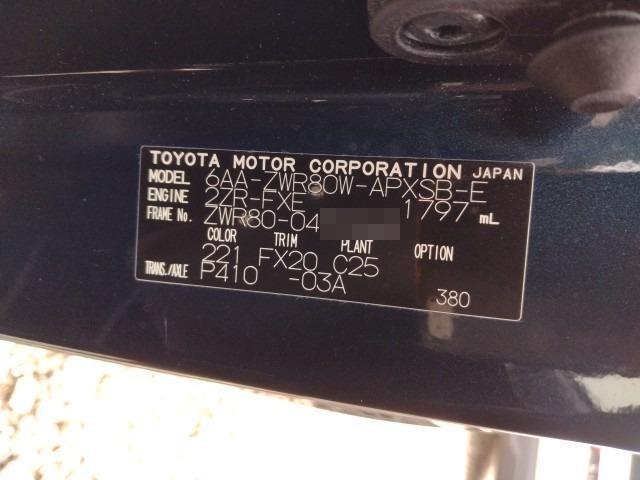 TOYOTA MOTOR CORPORATION JAPAN
MODEL 6AA-ZWR80W-APXSB-E
ENGINE 2ZR-FXE 1797 mL
FRAME No. ZWR80-04
COLOR TRIM PLANT OPTION
221 FX20 C25
TRANS./AXLE P410 -03A
380